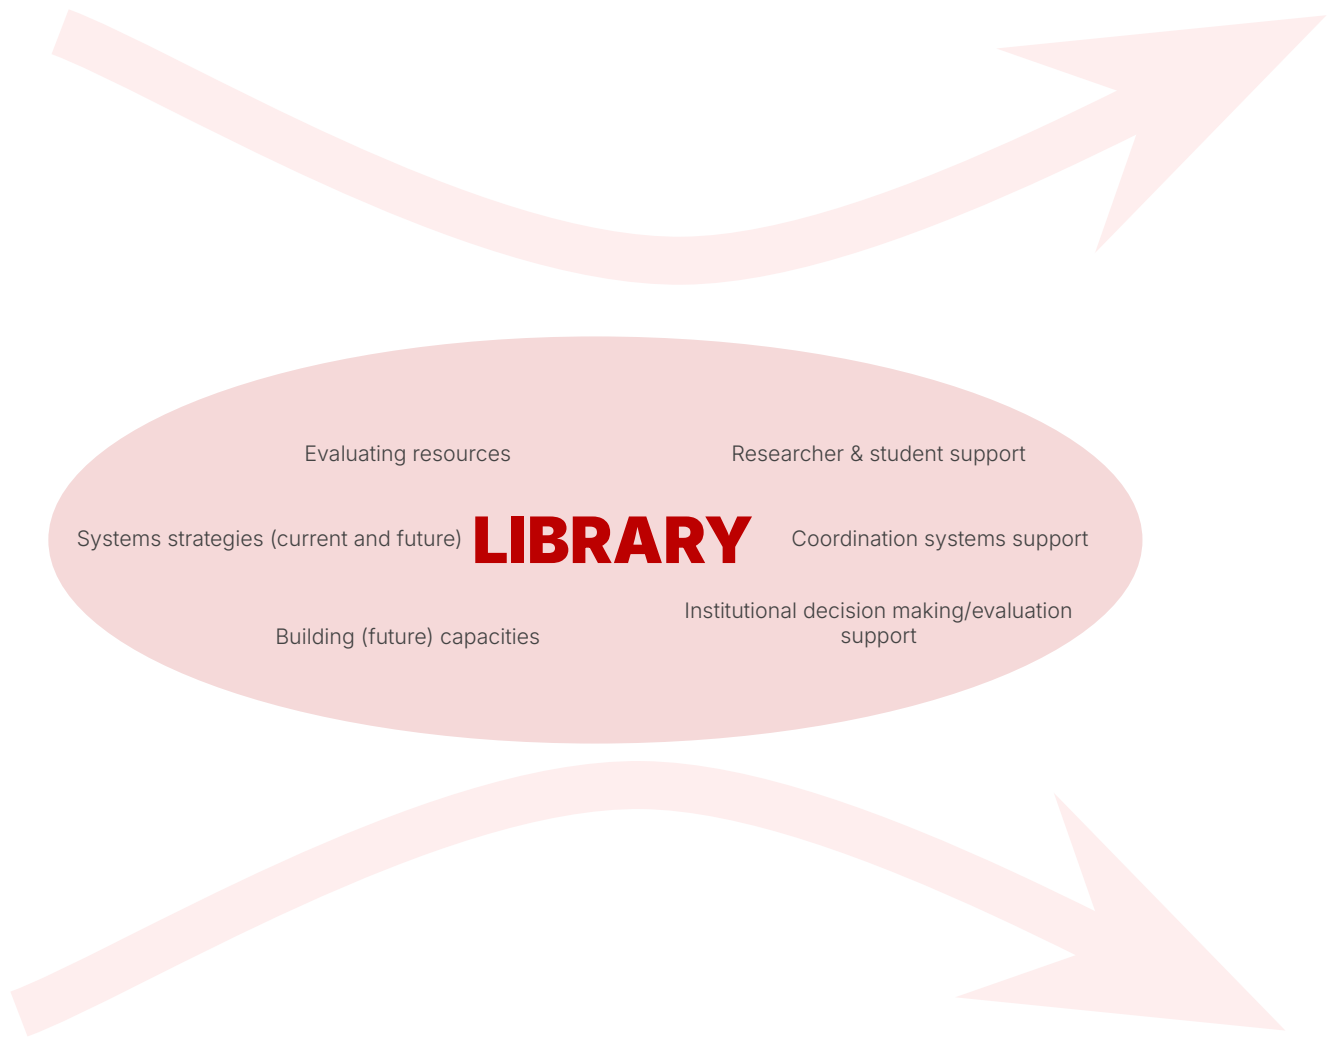 Evaluating resources
Researcher & student support
Systems strategies (current and future)
LIBRARY
Coordination systems support
Building (future) capacities
Institutional decision making/evaluation
support